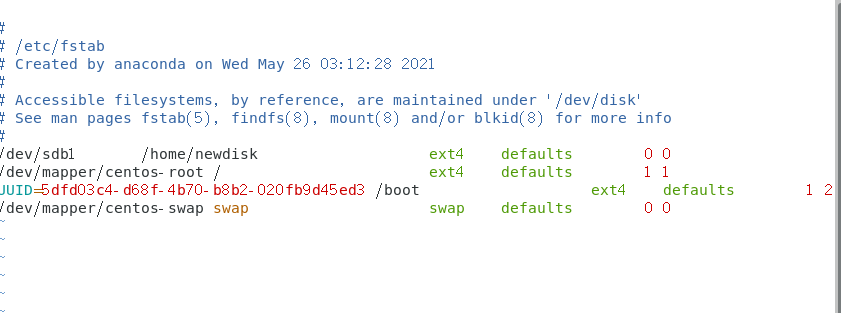 #
# /etc/fstab
# Created by anaconda on Wed May 26 03:12:28 2021
#
# Accessible filesystems, by reference, are maintained under '/dev/disk'
# See man pages fstab(5), findfs(8), mount(8) and/or blkid(8) for more info
#
/dev/sdb1 /home/newdisk ext4 defaults 0 0
/dev/mapper/centos-root / ext4 defaults 1 1
UUID=5dfd03c4-d68f-4b70-b8b2-020fb9d45ed3 /boot ext4 defaults 1 2
/dev/mapper/centos-swap swap swap defaults 0 0
~
~
~
~
~
~